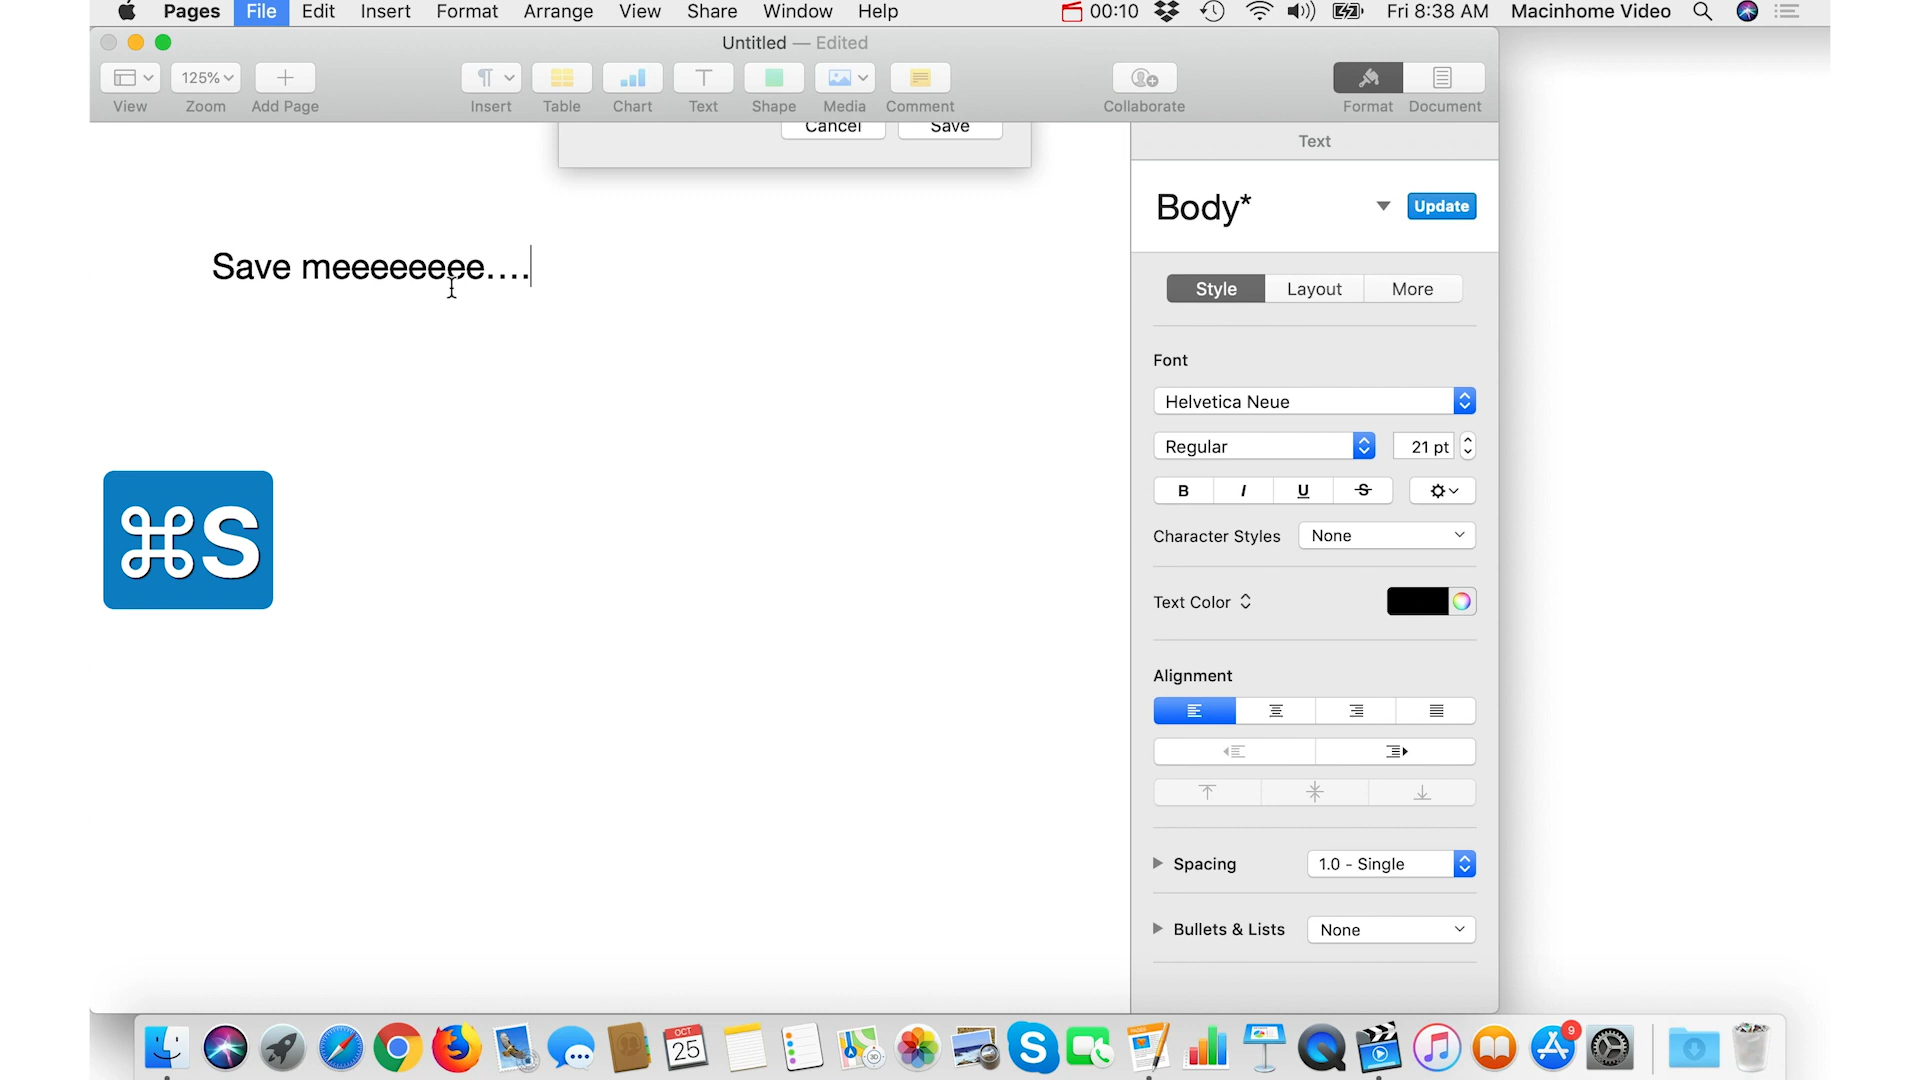 Pages File Edit Insert Format Arrange View Share Window Help 00:10 Fri 8:38 AM Macinhome Video
Untitled — Edited
125%
View Zoom Add Page Insert Table Chart Text Shape Media Comment Collaborate Format Document
Cancel Save
Text
Body* Update
Save meeeeeeee....
Style Layout More
Font
Helvetica Neue
Regular 21 pt
B I U S
Character Styles None
⌘S
Text Color
Alignment
Spacing 1.0 - Single
Bullets & Lists None
OCT
25
3D
S
9